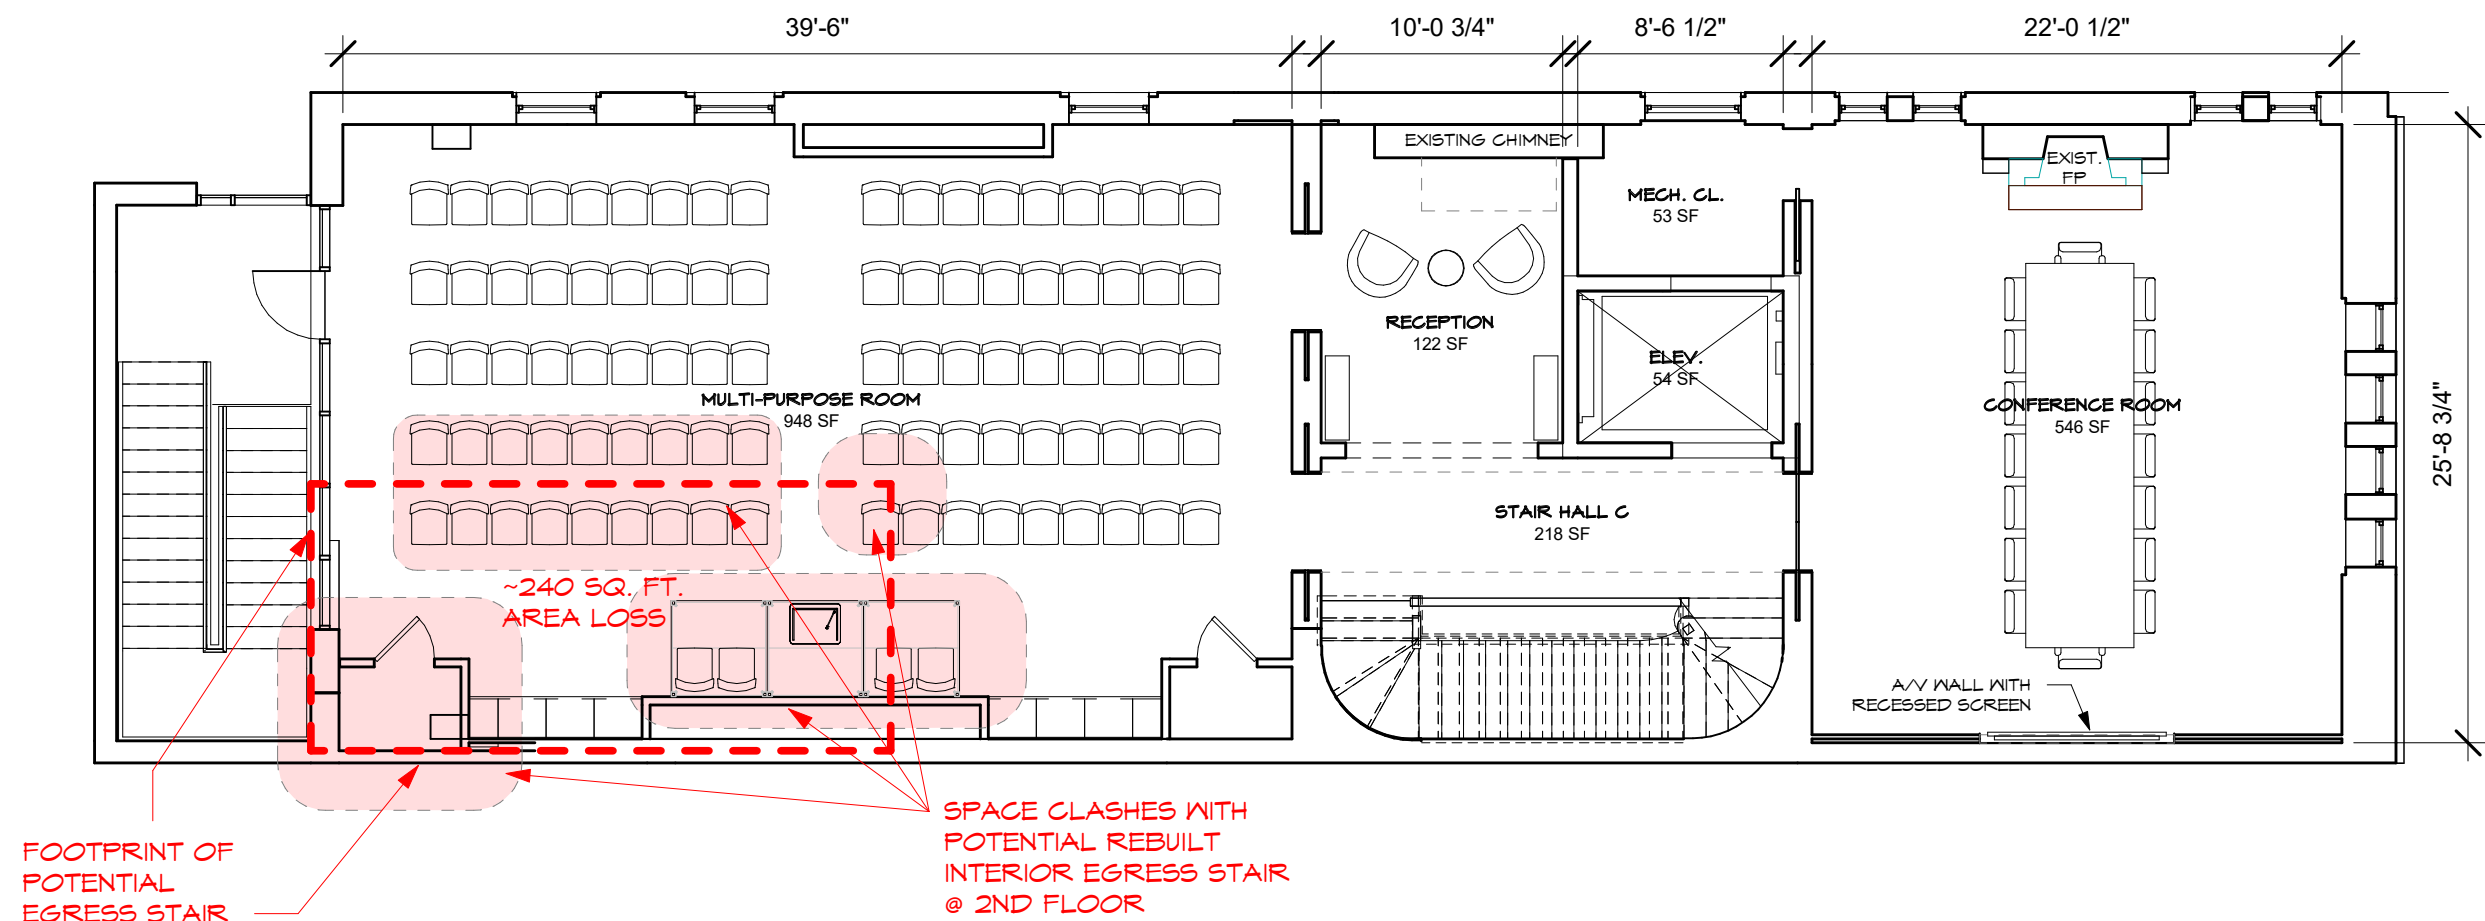 39'-6"
10'-0 3/4"
8'-6 1/2"
22'-0 1/2"
EXISTING CHIMNEY
EXIST.
FP
MECH. CL.
53 SF
RECEPTION
122 SF
ELEV.
54 SF
MULTI-PURPOSE ROOM
948 SF
CONFERENCE ROOM
546 SF
25'-8 3/4"
STAIR HALL C
218 SF
~240 SQ. FT.
AREA LOSS
A/V WALL WITH
RECESSED SCREEN
SPACE CLASHES WITH
POTENTIAL REBUILT
INTERIOR EGRESS STAIR
@ 2ND FLOOR
FOOTPRINT OF
POTENTIAL
EGRESS STAIR